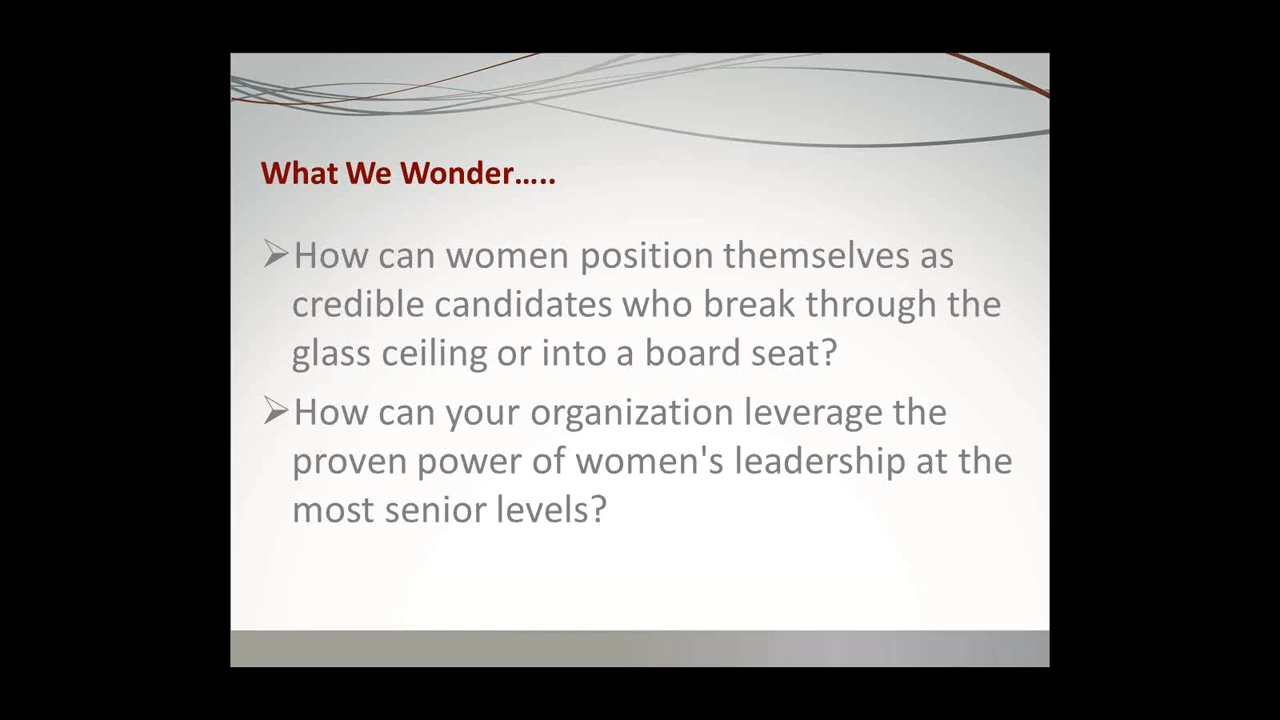 What We Wonder…..
➢How can women position themselves as
credible candidates who break through the
glass ceiling or into a board seat?
➢How can your organization leverage the
proven power of women's leadership at the
most senior levels?